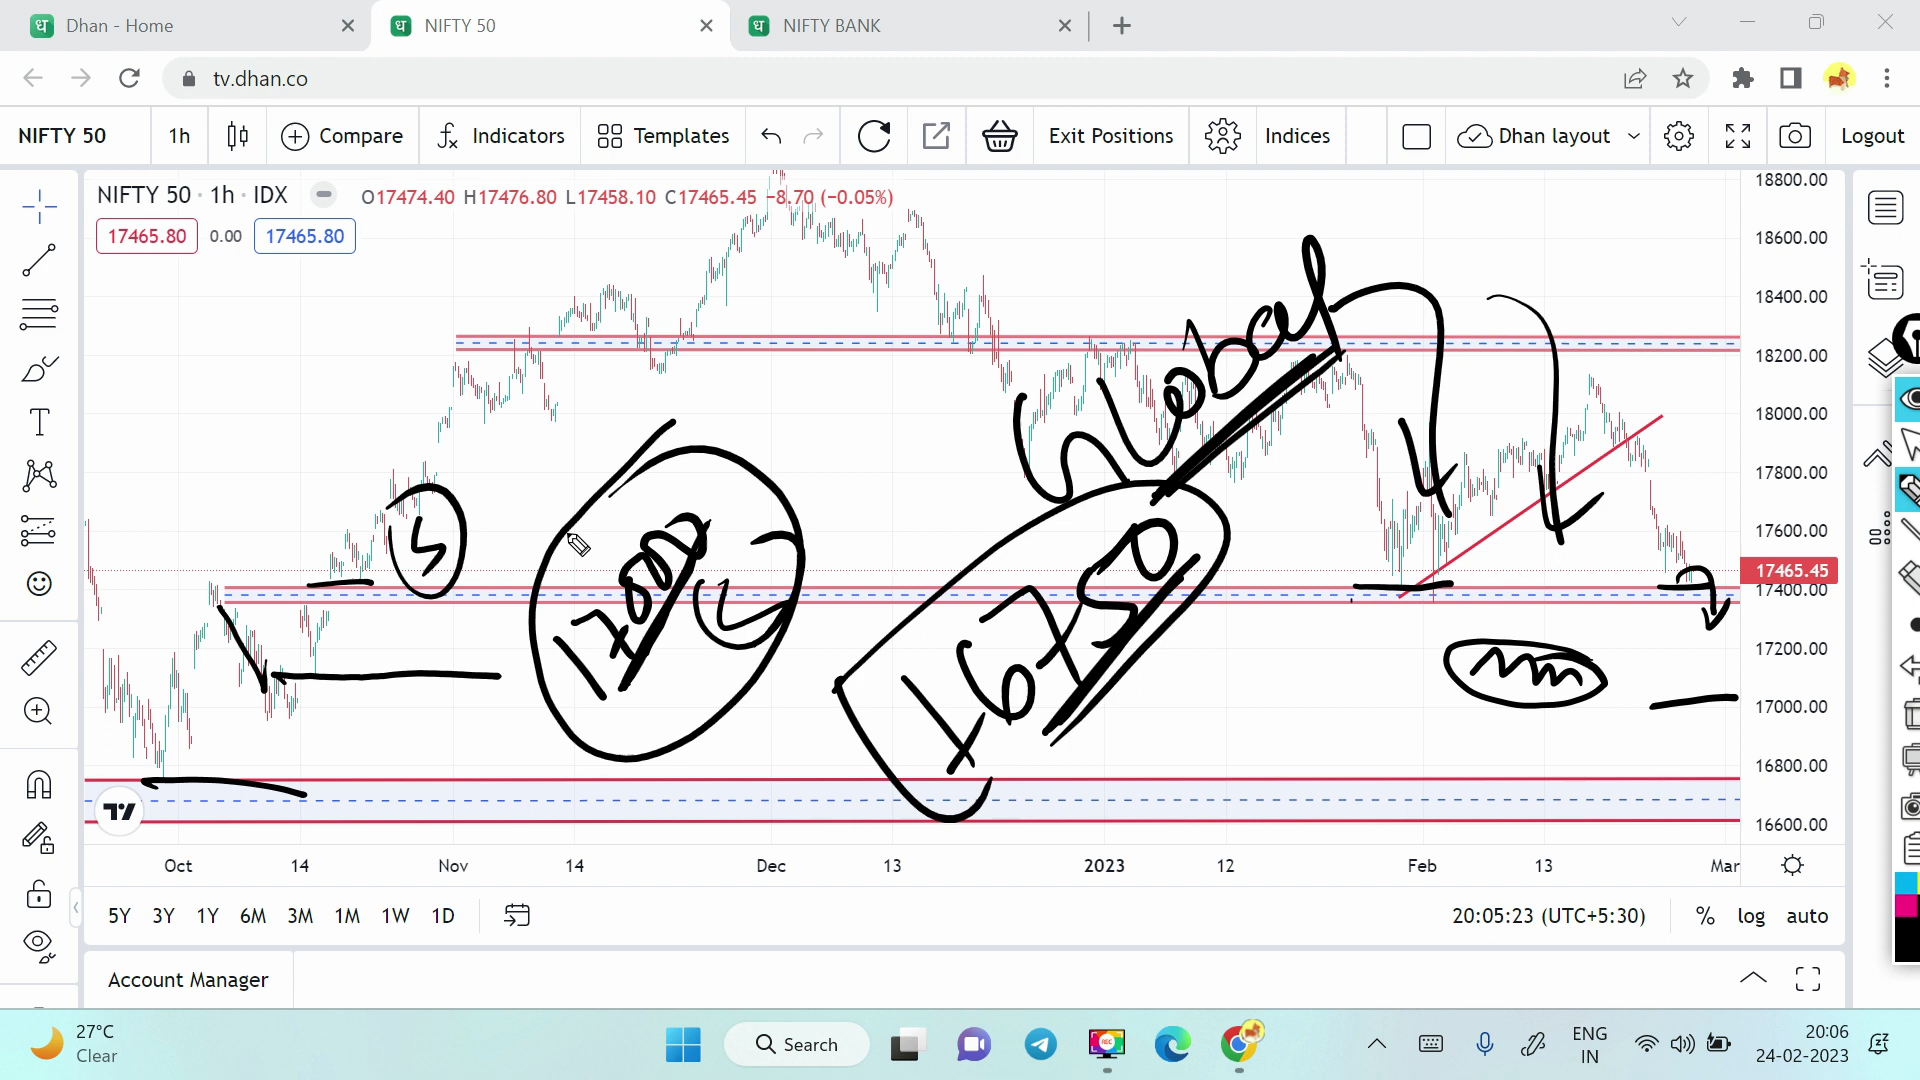 Dhan - Home
NIFTY 50
NIFTY BANK
tv.dhan.co
NIFTY 50 1h Compare Indicators Templates Exit Positions Indices Dhan layout Logout
NIFTY 50 · 1h · IDX O17474.40 H17476.80 L17458.10 C17465.45 −8.70 (−0.05%)
17465.80 0.00 17465.80
18800.00
18600.00
18400.00
18200.00
18000.00
17800.00
17600.00
17465.45
17400.00
17200.00
17000.00
16800.00
16600.00
17000
16750
Oct 14 Nov 14 Dec 13 2023 12 Feb 13 Mar
5Y 3Y 1Y 6M 3M 1M 1W 1D
20:05:23 (UTC+5:30) % log auto
Account Manager
27°C
Clear
Search
REC
ENG
IN
20:06
24-02-2023